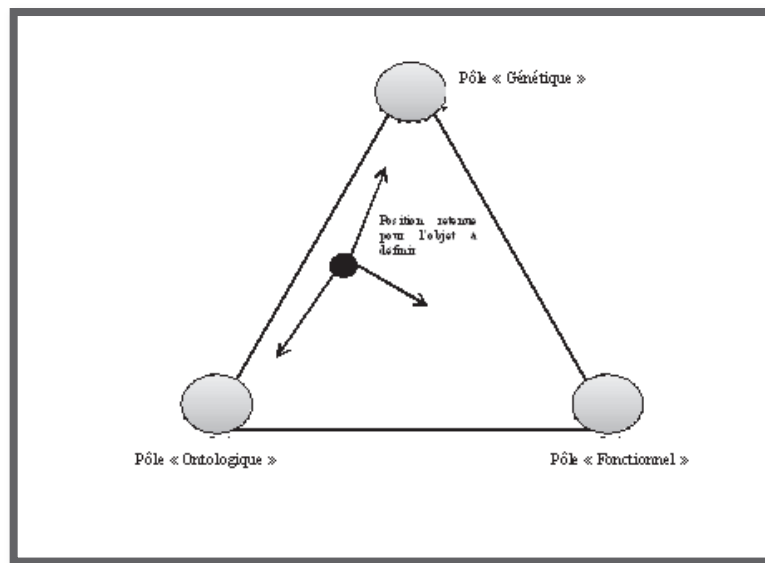 Pôle « Génétique »
Position retenue
pour l'objet à
définir
Pôle « Ontologique »
Pôle « Fonctionnel »